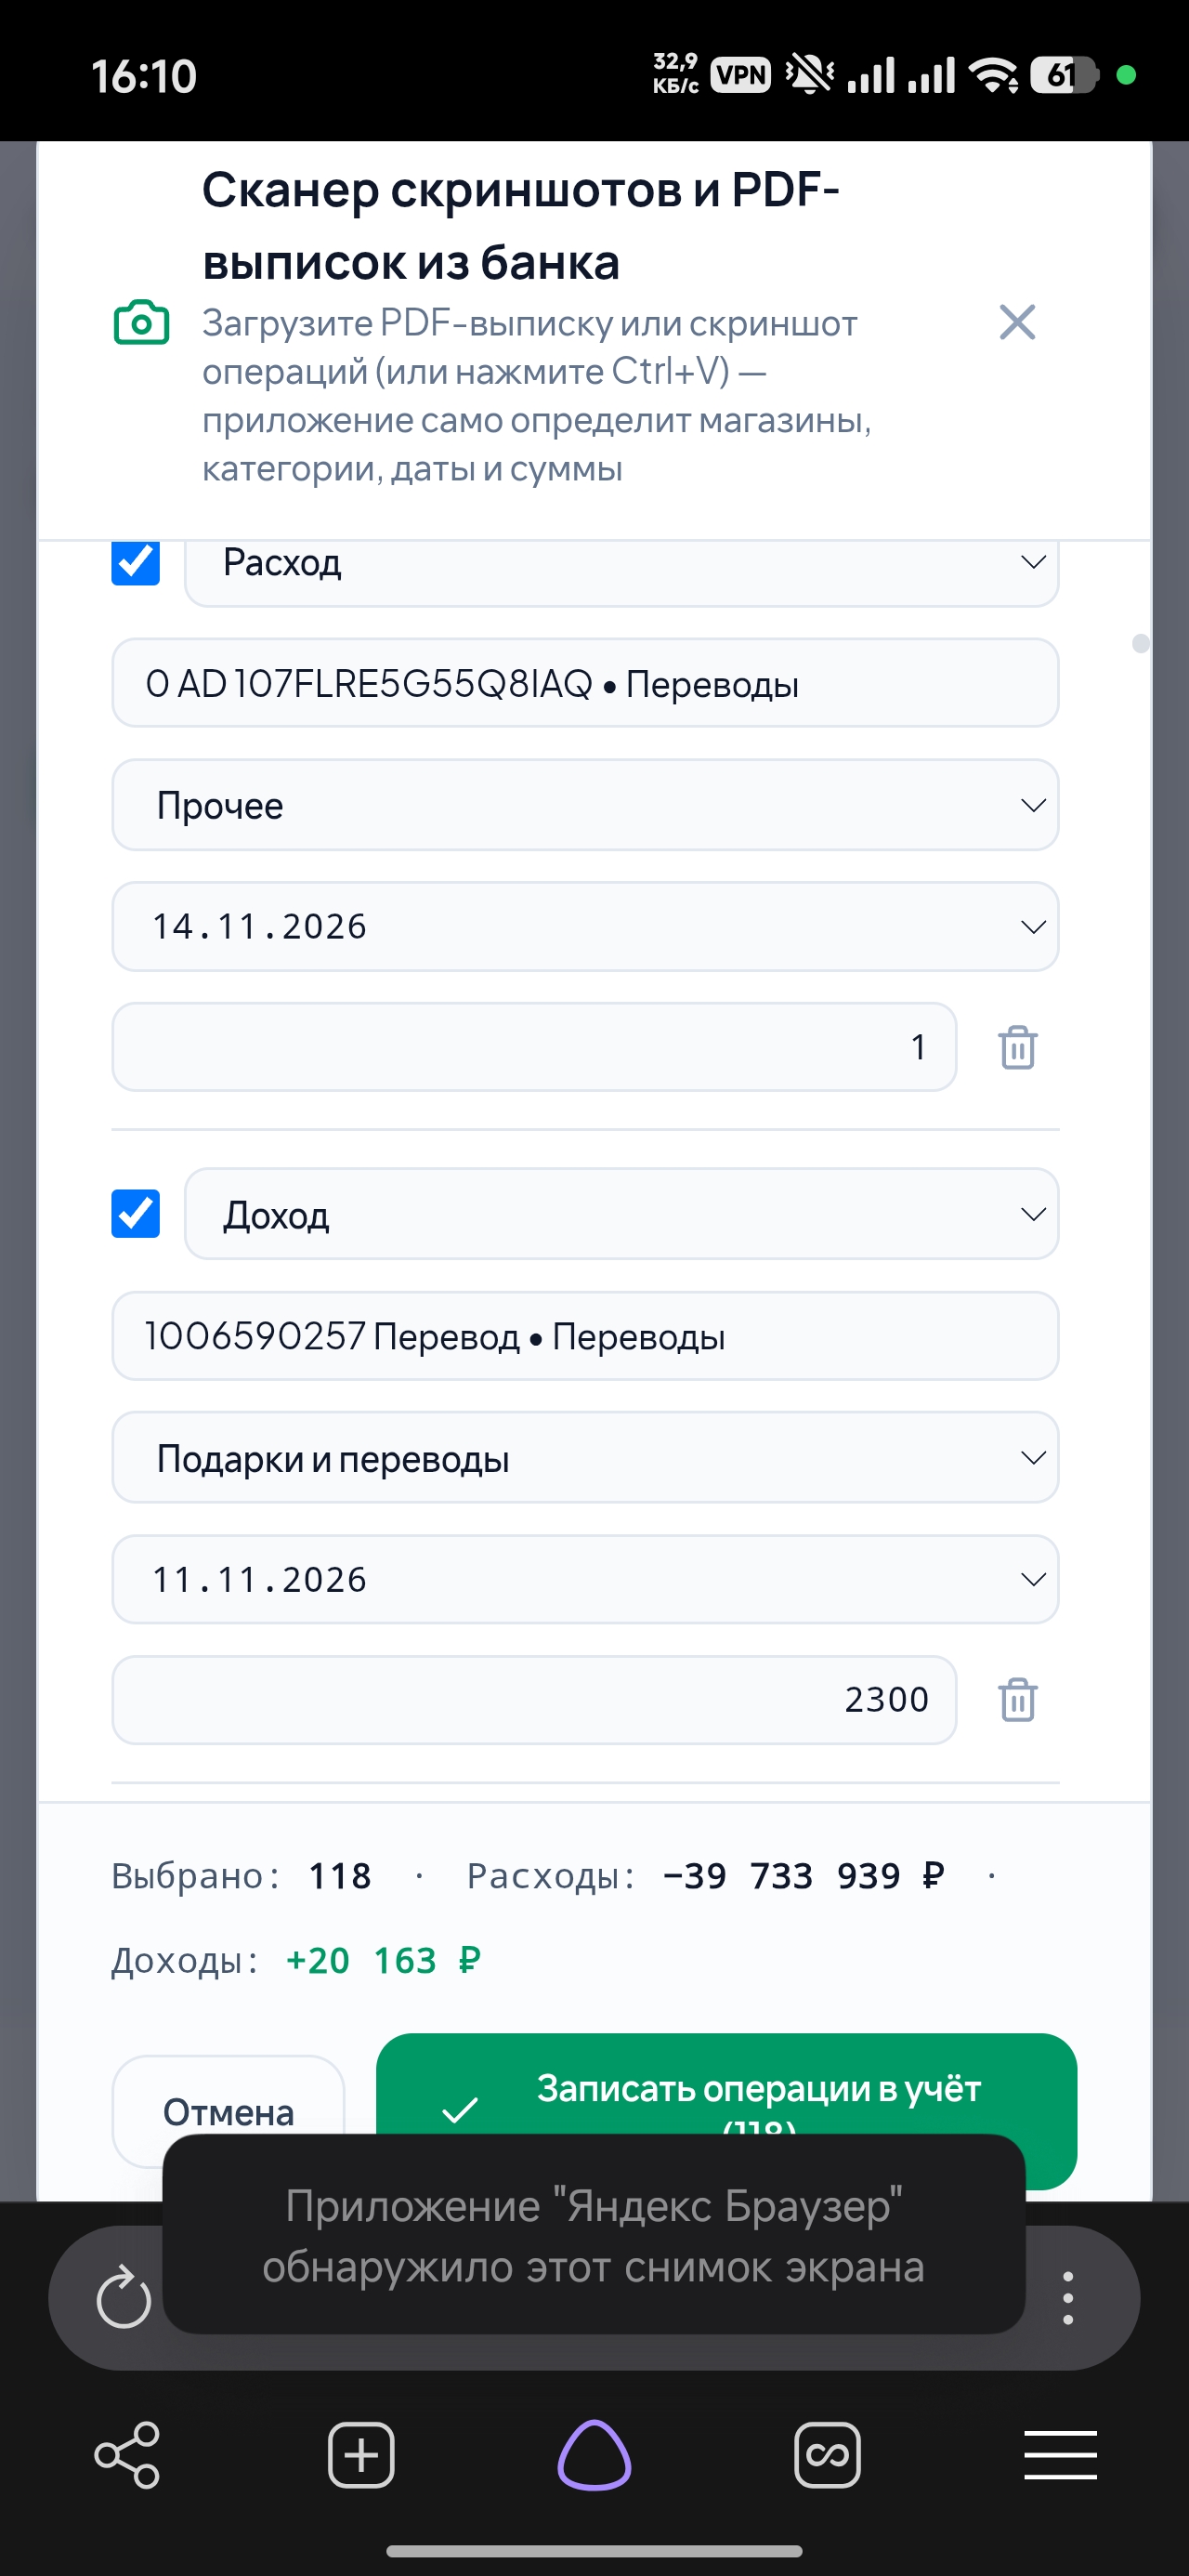 16:10
32,9
КБ/с
VPN
61
Сканер скриншотов и PDF-
выписок из банка
Загрузите PDF-выписку или скриншот
операций (или нажмите Ctrl+V) —
приложение само определит магазины,
категории, даты и суммы
Расход
0 AD 107FLRE5G55Q8IAQ • Переводы
Прочее
14.11.2026
1
Доход
1006590257 Перевод • Переводы
Подарки и переводы
11.11.2026
2300
Выбрано: 118 · Расходы: −39 733 939 ₽ ·
Доходы: +20 163 ₽
Отмена
Записать операции в учёт
(118)
Приложение "Яндекс Браузер"
обнаружило этот снимок экрана